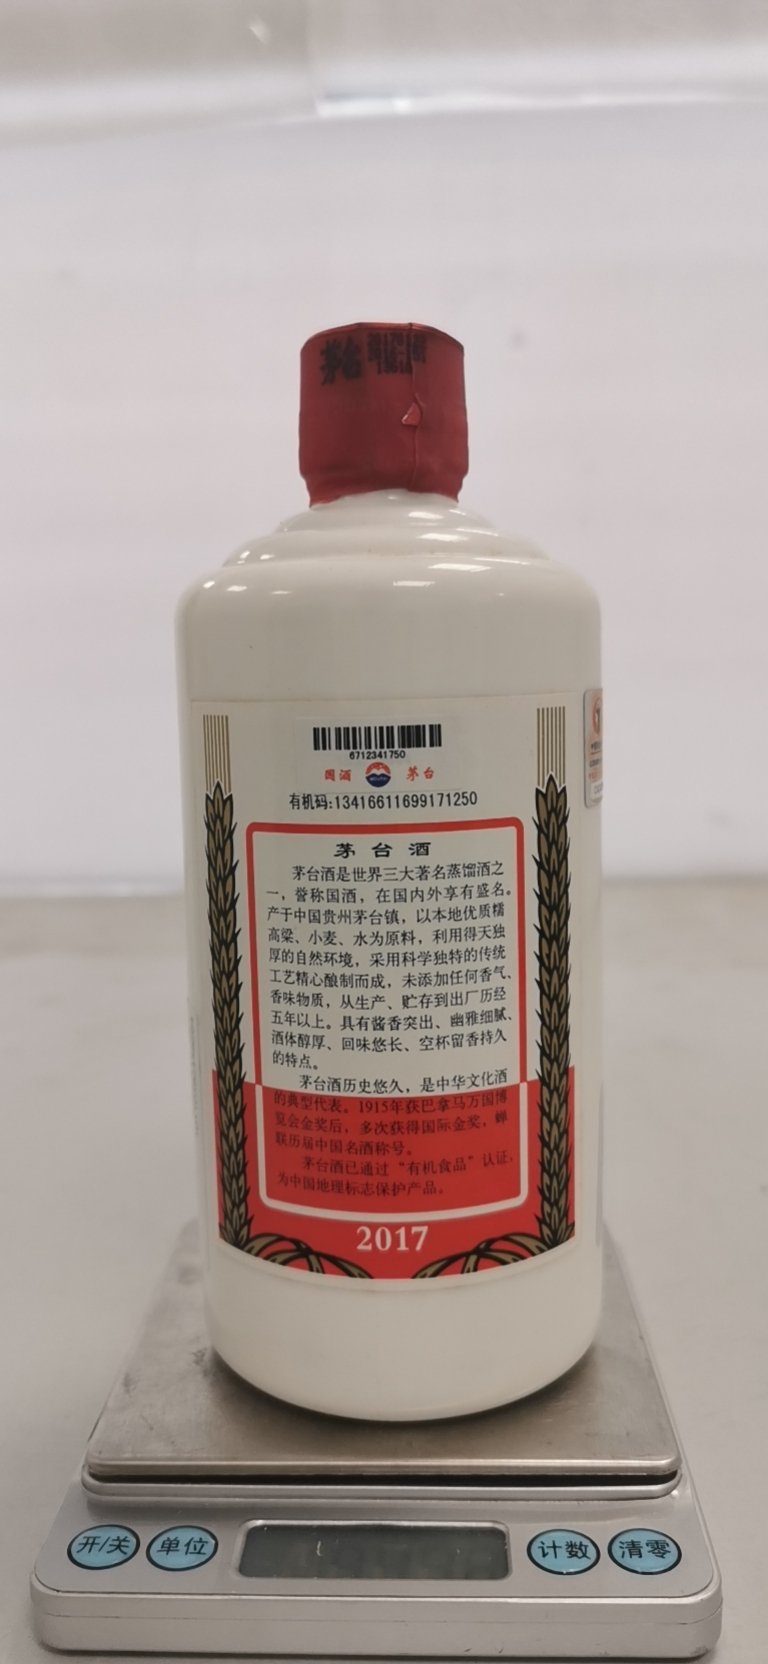 茅台
6712341750
国酒 茅台
有机码:13416611699171250
茅台酒
茅台酒是世界三大著名蒸馏酒之
一，誉称国酒，在国内外享有盛名。
产于中国贵州茅台镇，以本地优质糯
高粱、小麦、水为原料，利用得天独
厚的自然环境，采用科学独特的传统
工艺精心酿制而成，未添加任何香气、
香味物质，从生产、贮存到出厂历经
五年以上。具有酱香突出、幽雅细腻、
酒体醇厚、回味悠长、空杯留香持久
的特点。
茅台酒历史悠久，是中华文化酒
的典型代表。1915年获巴拿马万国博
览会金奖后，多次获得国际金奖，蝉
联历届中国名酒称号。
茅台酒已通过“有机食品”认证，
为中国地理标志保护产品。
2017
开/关 单位 计数 清零